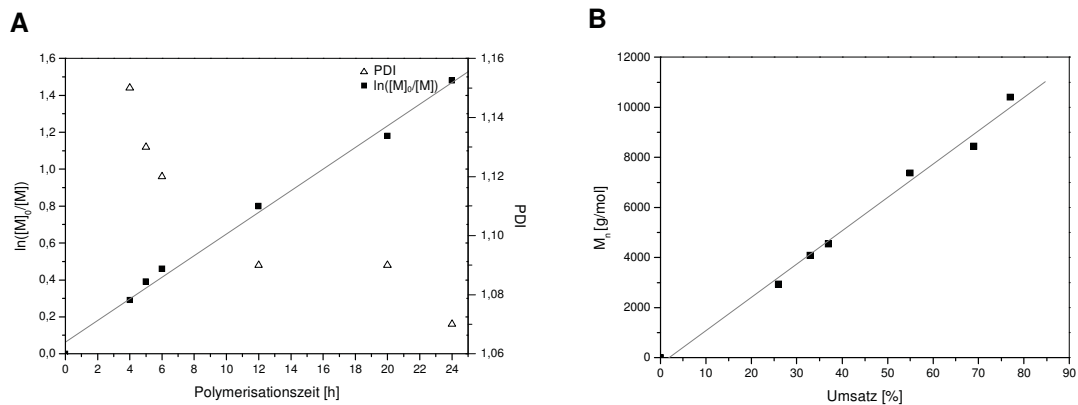 A
1,6
1,4
1,2
1,0
0,8
0,6
0,4
0,2
0,0
ln([M]0/[M])
0 2 4 6 8 10 12 14 16 18 20 22 24
Polymerisationszeit [h]
PDI
ln([M]0/[M])
1,16
1,14
1,12
1,10
1,08
1,06
PDI
B
12000
10000
8000
6000
4000
2000
0
Mn [g/mol]
0 10 20 30 40 50 60 70 80 90
Umsatz [%]